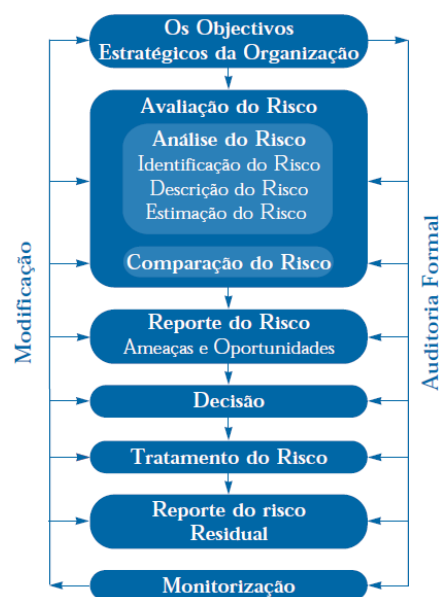 Os Objectivos
Estratégicos da Organização
Avaliação do Risco
Análise do Risco
Identificação do Risco
Descrição do Risco
Estimação do Risco
Comparação do Risco
Reporte do Risco
Ameaças e Oportunidades
Decisão
Tratamento do Risco
Reporte do risco
Residual
Monitorização
Modificação
Auditoria Formal